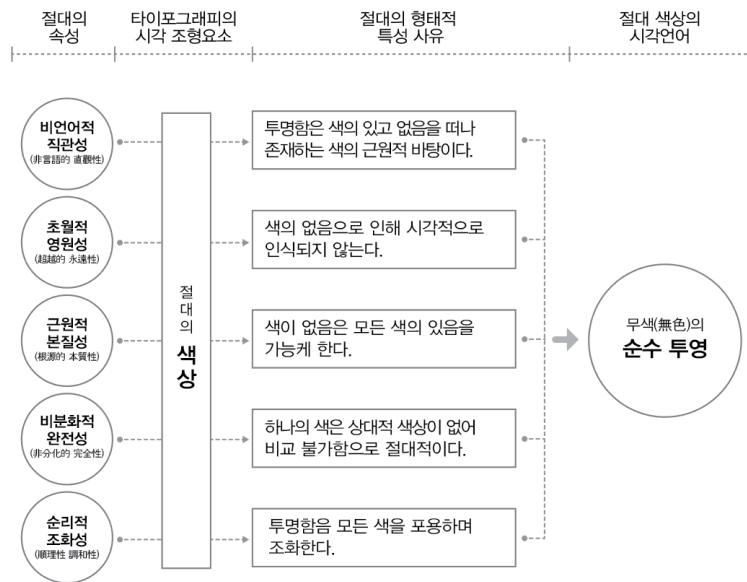 절대의
속성
타이포그래피의
시각 조형요소
절대의 형태적
특성 사유
절대 색상의
시각언어
비언어적
직관성
(非言語的 直觀性)
초월적
영원성
(超越的 永遠性)
근원적
본질성
(根源的 本質性)
비분화적
완전성
(非分化的 完全性)
순리적
조화성
(順理性 調和性)
절대의 색상
투명함은 색의 있고 없음을 떠나
존재하는 색의 근원적 바탕이다.
색의 없음으로 인해 시각적으로
인식되지 않는다.
색이 없음은 모든 색의 있음을
가능케 한다.
하나의 색은 상대적 색상이 없어
비교 불가함으로 절대적이다.
투명함음 모든 색을 포용하며
조화한다.
무색(無色)의
순수 투영